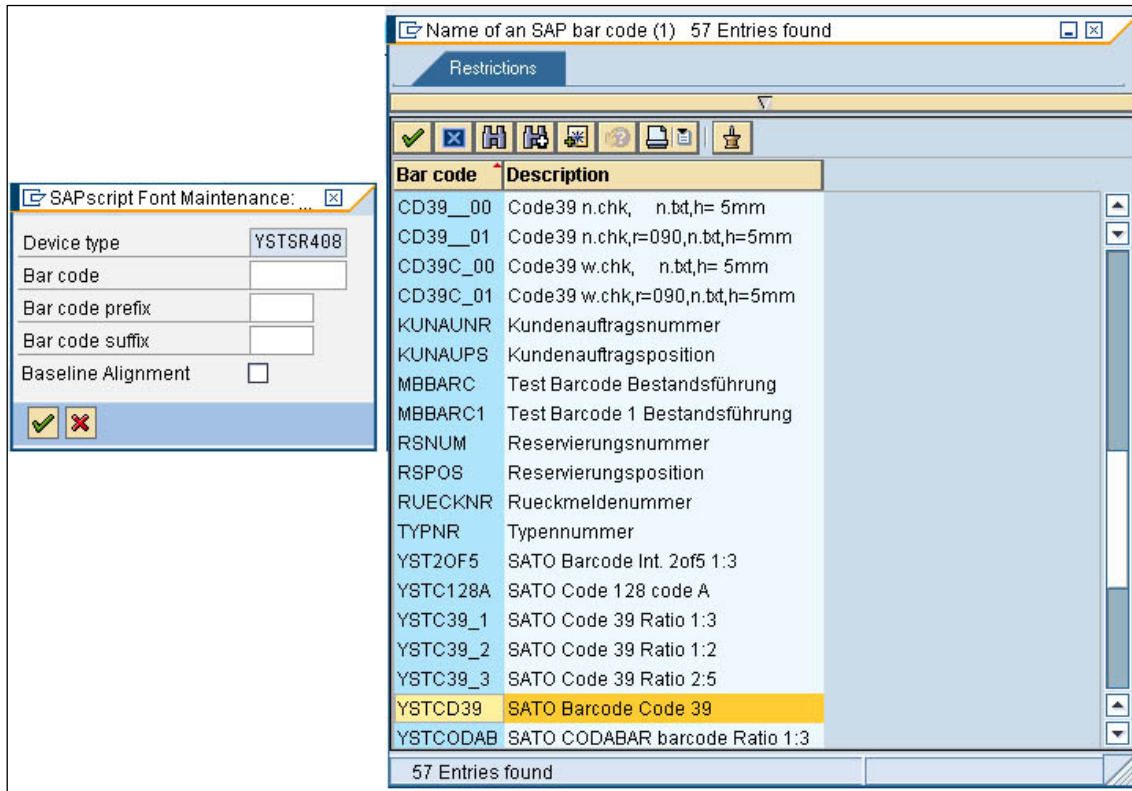 SAPscript Font Maintenance: ...
Device type YSTSR408
Bar code
Bar code prefix
Bar code suffix
Baseline Alignment
Name of an SAP bar code (1) 57 Entries found
Restrictions
Bar code Description
CD39__00 Code39 n.chk, n.txt,h= 5mm
CD39__01 Code39 n.chk,r=090,n.txt,h=5mm
CD39C_00 Code39 w.chk, n.txt,h= 5mm
CD39C_01 Code39 w.chk,r=090,n.txt,h=5mm
KUNAUNR Kundenauftragsnummer
KUNAUPS Kundenauftragsposition
MBBARC Test Barcode Bestandsführung
MBBARC1 Test Barcode 1 Bestandsführung
RSNUM Reservierungsnummer
RSPOS Reservierungsposition
RUECKNR Rueckmeldenummer
TYPNR Typennummer
YST2OF5 SATO Barcode Int. 2of5 1:3
YSTC128A SATO Code 128 code A
YSTC39_1 SATO Code 39 Ratio 1:3
YSTC39_2 SATO Code 39 Ratio 1:2
YSTC39_3 SATO Code 39 Ratio 2:5
YSTCD39 SATO Barcode Code 39
YSTCODAB SATO CODABAR barcode Ratio 1:3
57 Entries found